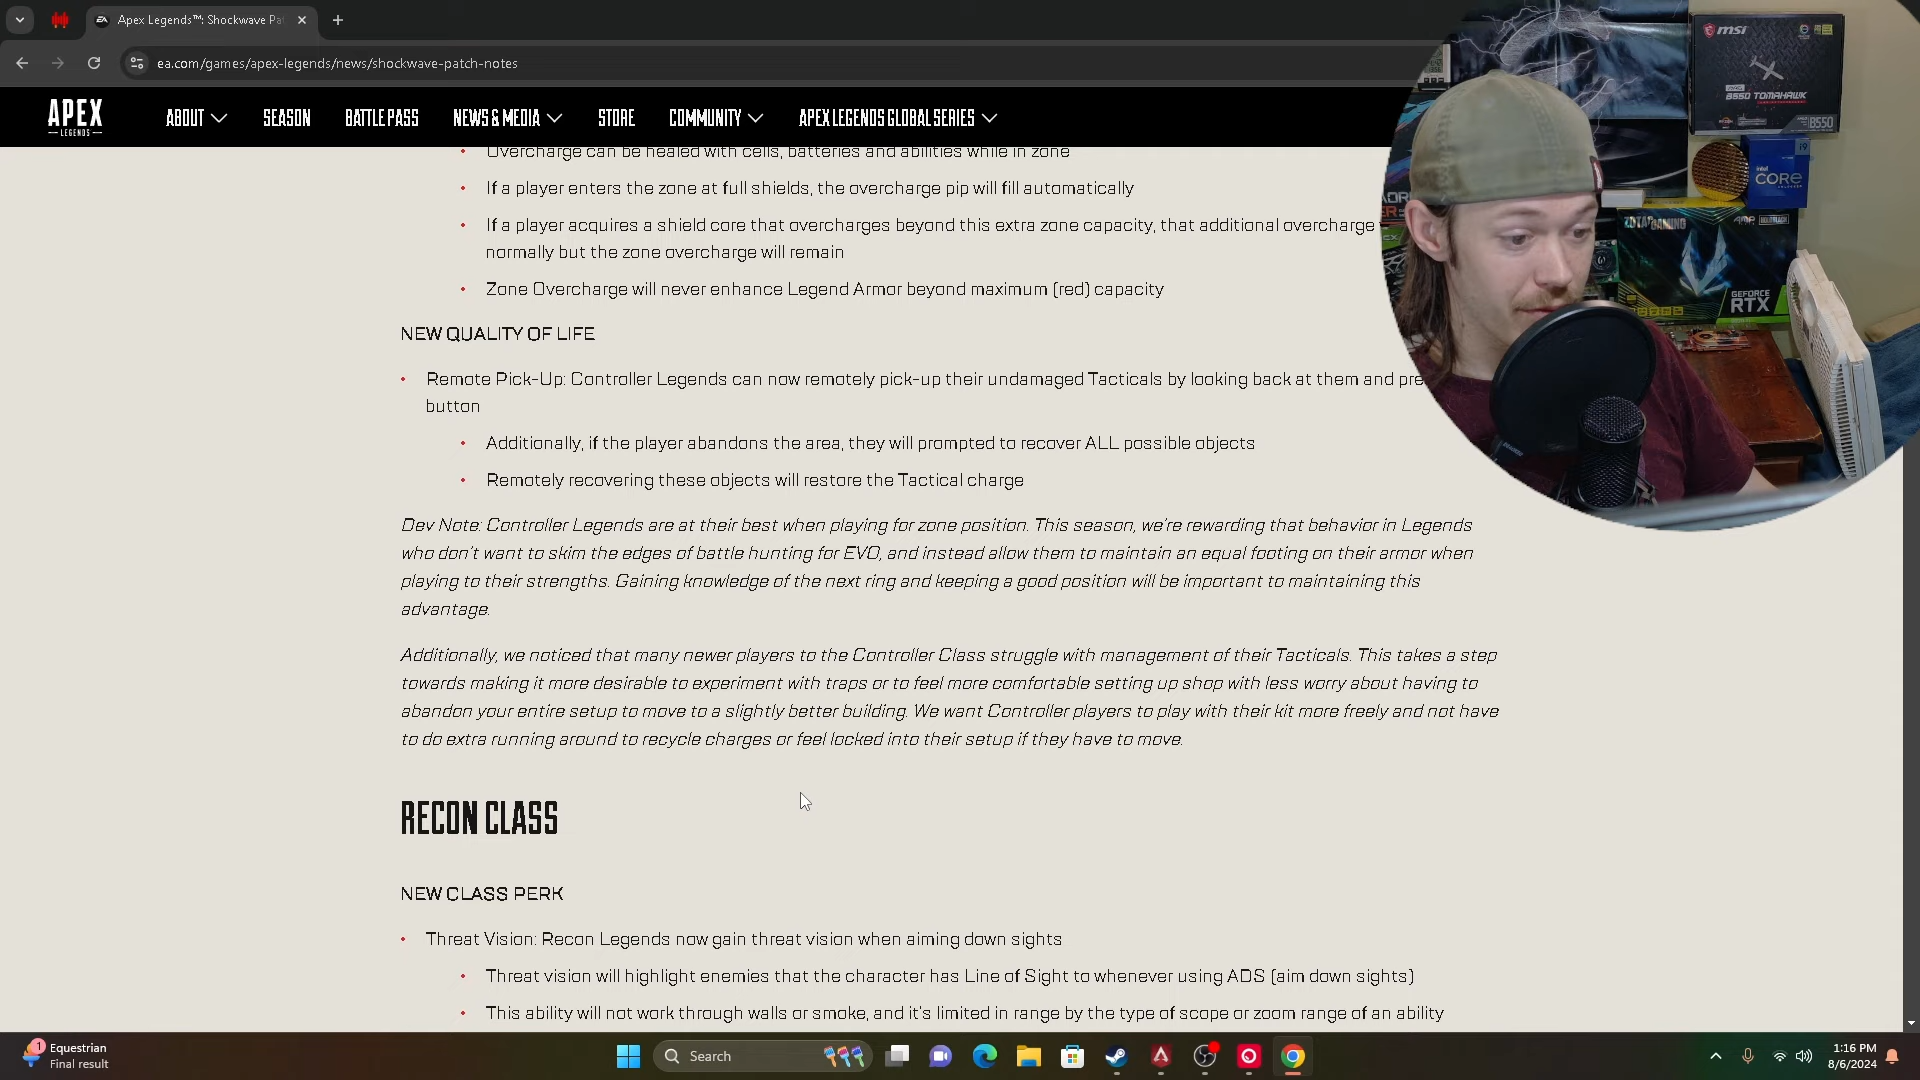 Apex Legends™: Shockwave Pa
ea.com/games/apex-legends/news/shockwave-patch-notes
APEX
LEGENDS
ABOUT
SEASON
BATTLE PASS
NEWS & MEDIA
STORE
COMMUNITY
APEX LEGENDS GLOBAL SERIES
Overcharge can be healed with cells, batteries and abilities while in zone
If a player enters the zone at full shields, the overcharge pip will fill automatically
If a player acquires a shield core that overcharges beyond this extra zone capacity, that additional overcharge
normally but the zone overcharge will remain
Zone Overcharge will never enhance Legend Armor beyond maximum (red) capacity
NEW QUALITY OF LIFE
Remote Pick-Up: Controller Legends can now remotely pick-up their undamaged Tacticals by looking back at them and pre
button
Additionally, if the player abandons the area, they will prompted to recover ALL possible objects
Remotely recovering these objects will restore the Tactical charge
Dev Note: Controller Legends are at their best when playing for zone position. This season, we're rewarding that behavior in Legends
who don't want to skim the edges of battle hunting for EVO, and instead allow them to maintain an equal footing on their armor when
playing to their strengths. Gaining knowledge of the next ring and keeping a good position will be important to maintaining this
advantage.
Additionally, we noticed that many newer players to the Controller Class struggle with management of their Tacticals. This takes a step
towards making it more desirable to experiment with traps or to feel more comfortable setting up shop with less worry about having to
abandon your entire setup to move to a slightly better building. We want Controller players to play with their kit more freely and not have
to do extra running around to recycle charges or feel locked into their setup if they have to move.
RECON CLASS
NEW CLASS PERK
Threat Vision: Recon Legends now gain threat vision when aiming down sights
Threat vision will highlight enemies that the character has Line of Sight to whenever using ADS (aim down sights)
This ability will not work through walls or smoke, and it's limited in range by the type of scope or zoom range of an ability
msi
B550 TOMAHAWK
B550
intel
CORE
i9
ZOTAC GAMING
GEFORCE
RTX
1
Equestrian
Final result
Search
1:16 PM
8/6/2024